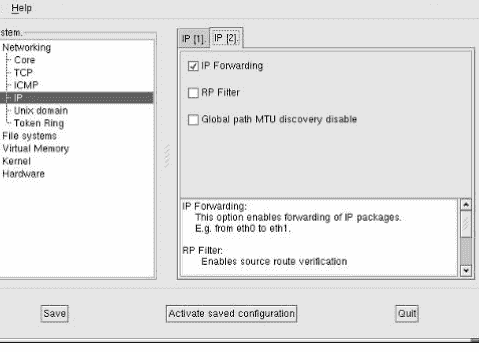 Help
stem.
Networking
Core
TCP
ICMP
IP
Unix domain
Token Ring
File systems
Virtual Memory
Kernel
Hardware
IP [1].
IP [2].
IP Forwarding
RP Filter
Global path MTU discovery disable
IP Forwarding:
This option enables forwarding of IP packages.
E.g. from eth0 to eth1.
RP Filter:
Enables source route verification
Save
Activate saved configuration
Quit